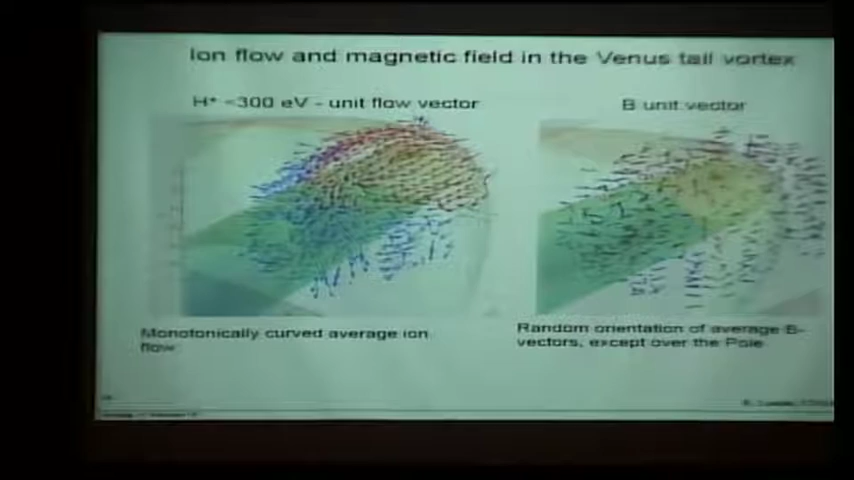 Ion flow and magnetic field in the Venus tail vortex
H+ <300 eV - unit flow vector
B unit vector
Monotonically curved average ion
flow
Random orientation of average B-
vectors, except over the Pole